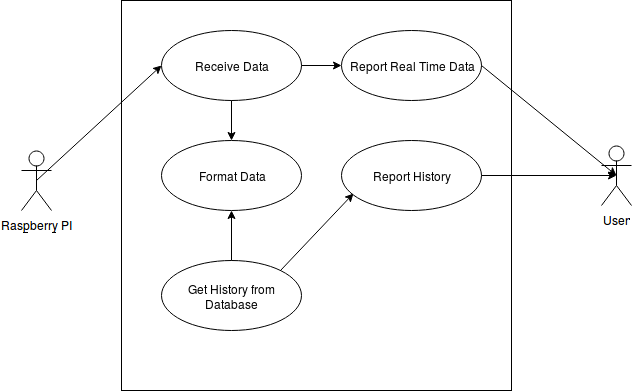 Receive Data
Report Real Time Data
Format Data
Report History
Raspberry PI
User
Get History from
Database